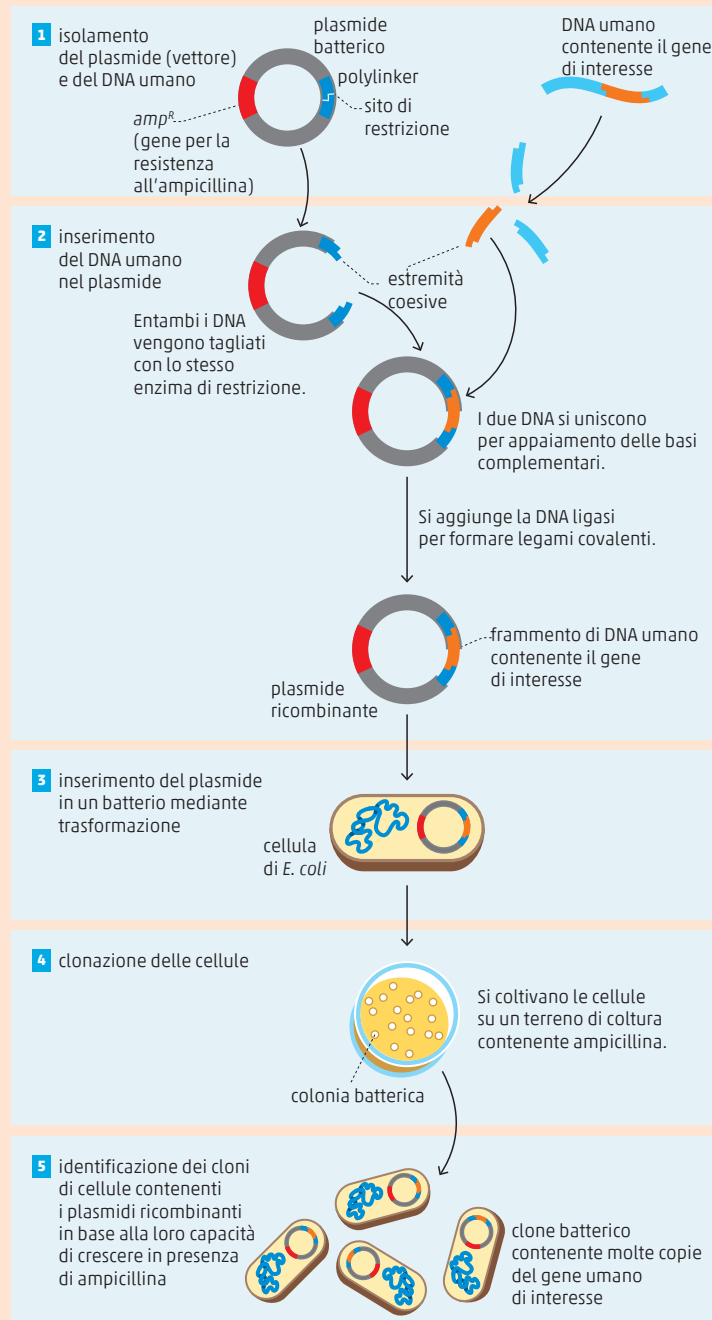 1 isolamento
del plasmide (vettore)
e del DNA umano
plasmide
batterico
polylinker
sito di
restrizione
ampR
(gene per la
resistenza
all'ampicillina)
DNA umano
contenente il gene
di interesse
2 inserimento
del DNA umano
nel plasmide
estremità
coesive
Entambi i DNA
vengono tagliati
con lo stesso
enzima di restrizione.
I due DNA si uniscono
per appaiamento delle basi
complementari.
Si aggiunge la DNA ligasi
per formare legami covalenti.
frammento di DNA umano
contenente il gene
di interesse
plasmide
ricombinante
3 inserimento del plasmide
in un batterio mediante
trasformazione
cellula
di E. coli
4 clonazione delle cellule
Si coltivano le cellule
su un terreno di coltura
contenente ampicillina.
colonia batterica
5 identificazione dei cloni
di cellule contenenti
i plasmidi ricombinanti
in base alla loro capacità
di crescere in presenza
di ampicillina
clone batterico
contenente molte copie
del gene umano
di interesse